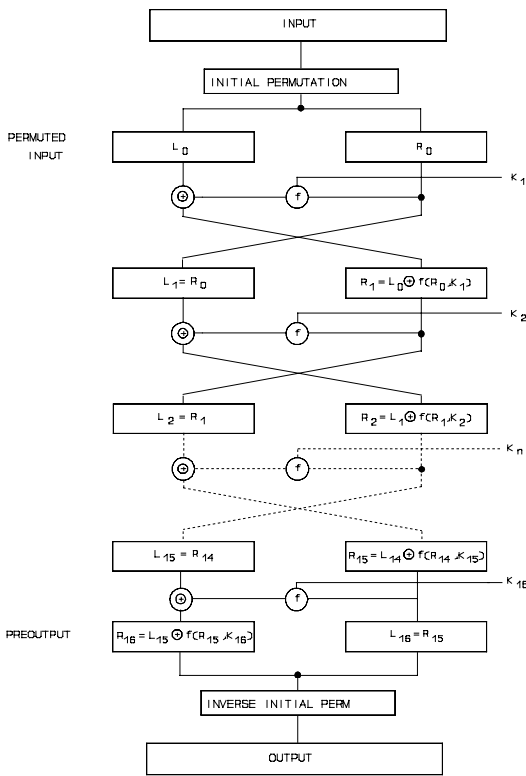 INPUT
INITIAL PERMUTATION
PERMUTED
INPUT
L0
R0
K1
+
f
L1 = R0
R1 = L0 ⊕ f(R0,K1)
K2
+
f
L2 = R1
R2 = L1 ⊕ f(R1,K2)
Kn
+
f
L15 = R14
R15 = L14 ⊕ f(R14,K15)
K16
+
f
PREOUTPUT
R16 = L15 ⊕ f(R15,K16)
L16 = R15
INVERSE INITIAL PERM
OUTPUT